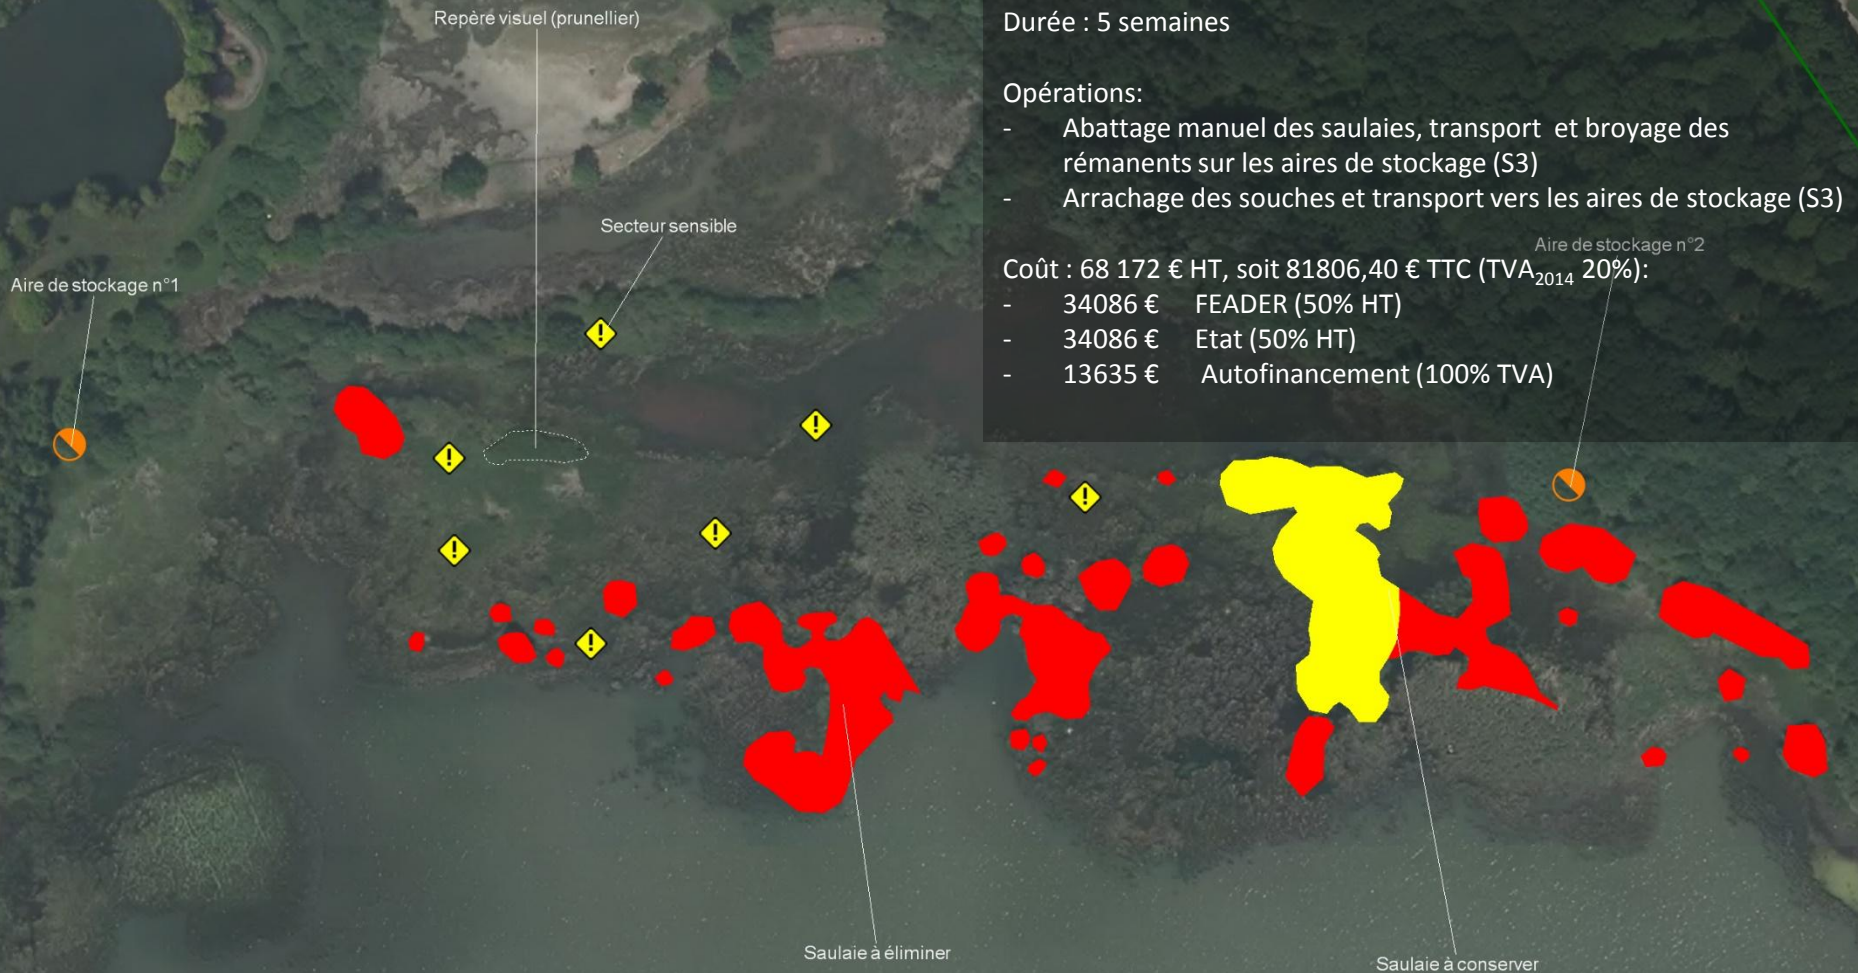 Repère visuel (prunellier)
Durée : 5 semaines
Opérations:
- Abattage manuel des saulaies, transport et broyage des
rémanents sur les aires de stockage (S3)
- Arrachage des souches et transport vers les aires de stockage (S3)
Secteur sensible
Aire de stockage n°2
Aire de stockage n°1
Coût : 68 172 € HT, soit 81806,40 € TTC (TVA2014 20%):
- 34086 € FEADER (50% HT)
- 34086 € Etat (50% HT)
- 13635 € Autofinancement (100% TVA)
Saulaie à éliminer
Saulaie à conserver